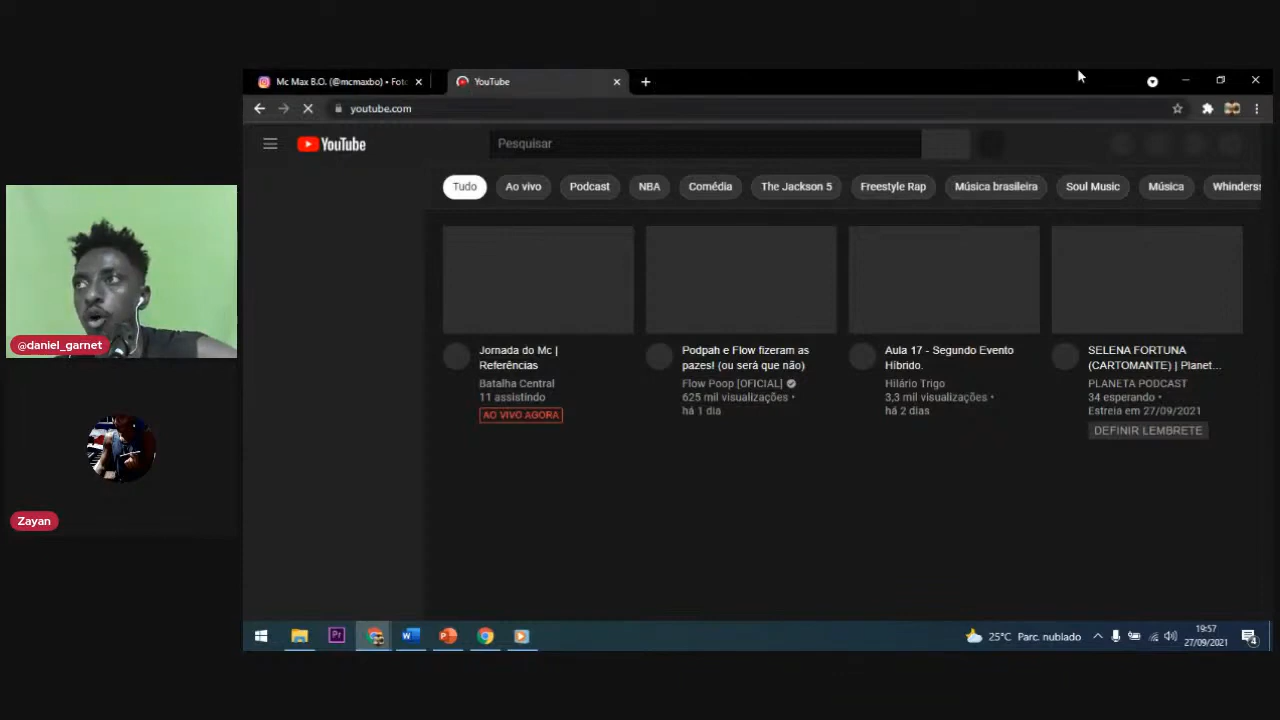 Mc Max B.O. (@mcmaxbo) • Foto
YouTube
youtube.com
YouTube
Pesquisar
Tudo
Ao vivo
Podcast
NBA
Comédia
The Jackson 5
Freestyle Rap
Música brasileira
Soul Music
Música
Whinderss
@daniel_garnet
Zayan
Jornada do Mc |
Referências
Batalha Central
11 assistindo
AO VIVO AGORA
Podpah e Flow fizeram as
pazes! (ou será que não)
Flow Poop [OFICIAL]
625 mil visualizações •
há 1 dia
Aula 17 - Segundo Evento
Híbrido.
Hilário Trigo
3,3 mil visualizações •
há 2 dias
SELENA FORTUNA
(CARTOMANTE) | Planet...
PLANETA PODCAST
34 esperando •
Estreia em 27/09/2021
DEFINIR LEMBRETE
Pr
25°C Parc. nublado
19:57
27/09/2021
4